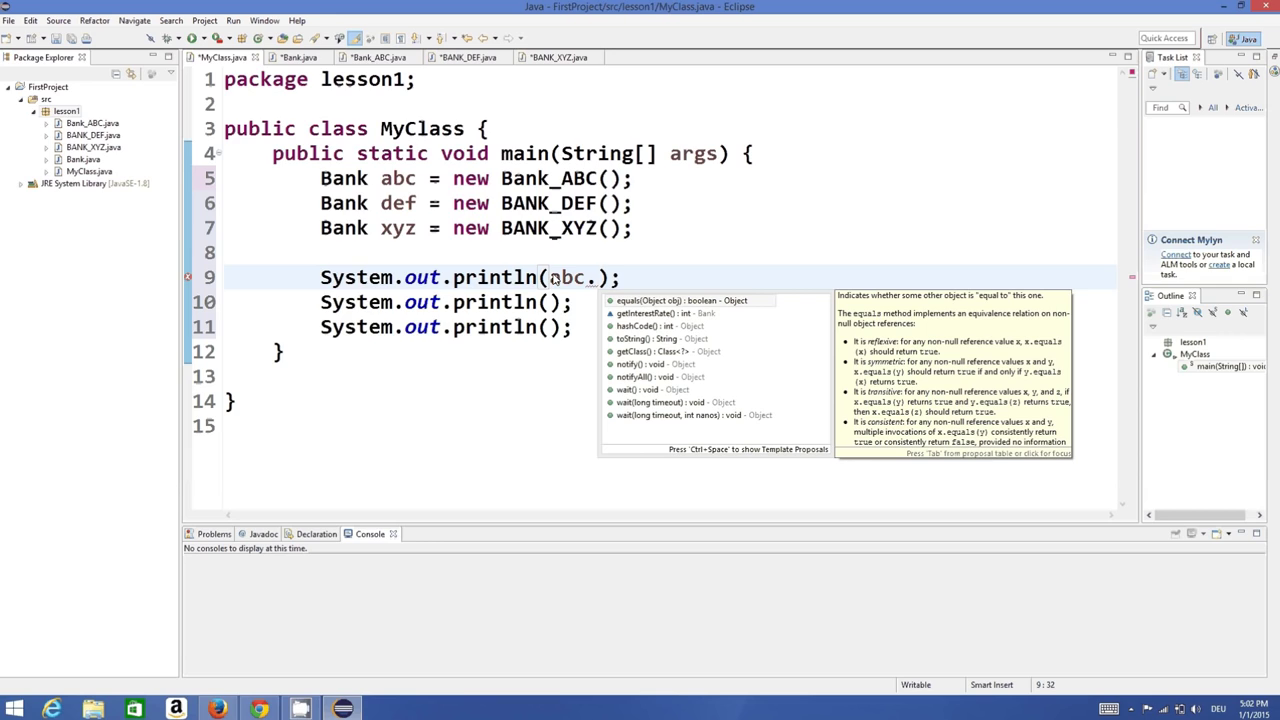 Java - FirstProject/src/lesson1/MyClass.java - Eclipse
File Edit Source Refactor Navigate Search Project Run Window Help
Quick Access
Java
Package Explorer
*MyClass.java
*Bank.java
*Bank_ABC.java
*BANK_DEF.java
*BANK_XYZ.java
Task List
FirstProject
src
lesson1
Bank_ABC.java
BANK_DEF.java
BANK_XYZ.java
Bank.java
MyClass.java
JRE System Library [JavaSE-1.8]
1 package lesson1;
2
3 public class MyClass {
4 public static void main(String[] args) {
5 Bank abc = new Bank_ABC();
6 Bank def = new BANK_DEF();
7 Bank xyz = new BANK_XYZ();
8
9 System.out.println(abc.);
10 System.out.println();
11 System.out.println();
12 }
13
14 }
15
equals(Object obj) : boolean - Object
getInterestRate() : int - Bank
hashCode() : int - Object
toString() : String - Object
getClass() : Class<?> - Object
notify() : void - Object
notifyAll() : void - Object
wait() : void - Object
wait(long timeout) : void - Object
wait(long timeout, int nanos) : void - Object
Press 'Ctrl+Space' to show Template Proposals
Indicates whether some other object is "equal to" this one.
The equals method implements an equivalence relation on non-
null object references:
• It is reflexive: for any non-null reference value x, x.equals
(x) should return true.
• It is symmetric: for any non-null reference values x and y,
x.equals(y) should return true if and only if y.equals
(x) returns true.
• It is transitive: for any non-null reference values x, y, and z, if
x.equals(y) returns true and y.equals(z) returns true,
then x.equals(z) should return true.
• It is consistent: for any non-null reference values x and y,
multiple invocations of x.equals(y) consistently return
true or consistently return false, provided no information
Press 'Tab' from proposal table or click for focus
Find
All
Activa...
Connect Mylyn
Connect to your task and
ALM tools or create a local
task.
Outline
lesson1
MyClass
main(String[]) : voi
Problems
Javadoc
Declaration
Console
No consoles to display at this time.
Writable
Smart Insert
9 : 32
DEU
5:02 PM
1/1/2015